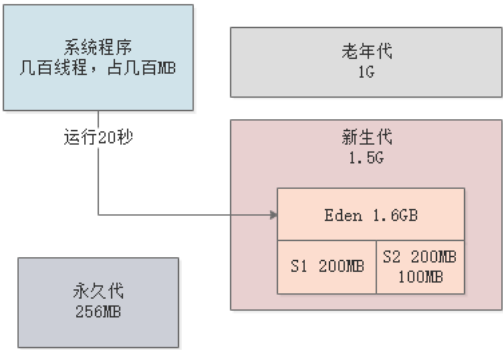 系统程序
几百线程，占几百MB
老年代
1G
运行20秒
新生代
1.5G
Eden 1.6GB
S1 200MB
S2 200MB
100MB
永久代
256MB